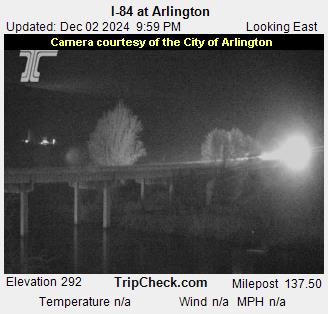 I-84 at Arlington
Updated: Dec 02 2024 9:59 PM Looking East
Camera courtesy of the City of Arlington
Elevation 292 TripCheck.com Milepost 137.50
Temperature n/a Wind n/a MPH n/a